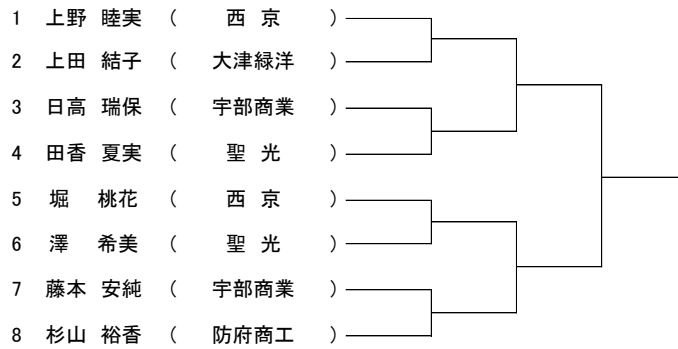 1 上野 睦実 ( 西 京 )
2 上田 結子 ( 大津緑洋 )
3 日高 瑞保 ( 宇部商業 )
4 田香 夏実 ( 聖 光 )
5 堀 桃花 ( 西 京 )
6 澤 希美 ( 聖 光 )
7 藤本 安純 ( 宇部商業 )
8 杉山 裕香 ( 防府商工 )